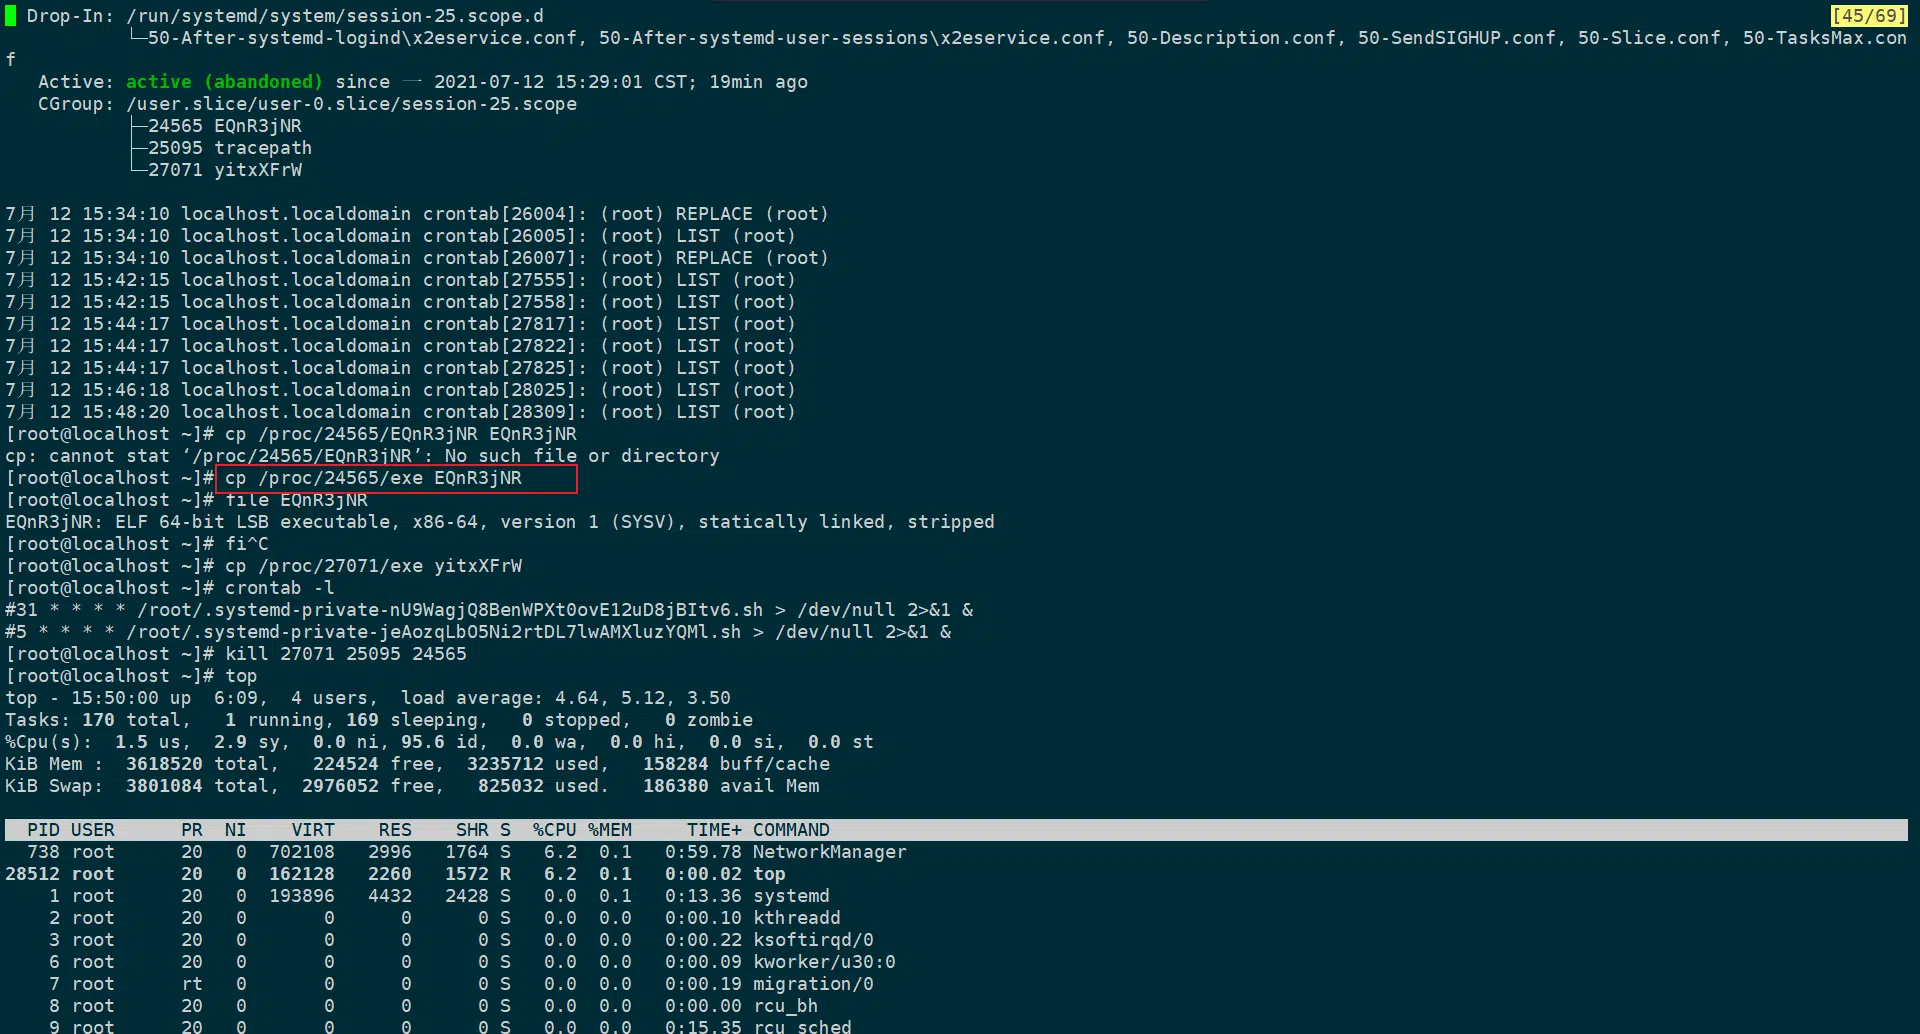 Drop-In: /run/systemd/system/session-25.scope.d [45/69]
└─50-After-systemd-logind\x2eservice.conf, 50-After-systemd-user-sessions\x2eservice.conf, 50-Description.conf, 50-SendSIGHUP.conf, 50-Slice.conf, 50-TasksMax.con
f
Active: active (abandoned) since 一 2021-07-12 15:29:01 CST; 19min ago
CGroup: /user.slice/user-0.slice/session-25.scope
├─24565 EQnR3jNR
├─25095 tracepath
└─27071 yitxXFrW
7月 12 15:34:10 localhost.localdomain crontab[26004]: (root) REPLACE (root)
7月 12 15:34:10 localhost.localdomain crontab[26005]: (root) LIST (root)
7月 12 15:34:10 localhost.localdomain crontab[26007]: (root) REPLACE (root)
7月 12 15:42:15 localhost.localdomain crontab[27555]: (root) LIST (root)
7月 12 15:42:15 localhost.localdomain crontab[27558]: (root) LIST (root)
7月 12 15:44:17 localhost.localdomain crontab[27817]: (root) LIST (root)
7月 12 15:44:17 localhost.localdomain crontab[27822]: (root) LIST (root)
7月 12 15:44:17 localhost.localdomain crontab[27825]: (root) LIST (root)
7月 12 15:46:18 localhost.localdomain crontab[28025]: (root) LIST (root)
7月 12 15:48:20 localhost.localdomain crontab[28309]: (root) LIST (root)
[root@localhost ~]# cp /proc/24565/EQnR3jNR EQnR3jNR
cp: cannot stat ‘/proc/24565/EQnR3jNR’: No such file or directory
[root@localhost ~]# cp /proc/24565/exe EQnR3jNR
[root@localhost ~]# file EQnR3jNR
EQnR3jNR: ELF 64-bit LSB executable, x86-64, version 1 (SYSV), statically linked, stripped
[root@localhost ~]# fi^C
[root@localhost ~]# cp /proc/27071/exe yitxXFrW
[root@localhost ~]# crontab -l
#31 * * * * /root/.systemd-private-nU9WagjQ8BenWPXt0ovE12uD8jBItv6.sh > /dev/null 2>&1 &
#5 * * * * /root/.systemd-private-jeAozqLbO5Ni2rtDL7lwAMXluzYQMl.sh > /dev/null 2>&1 &
[root@localhost ~]# kill 27071 25095 24565
[root@localhost ~]# top
top - 15:50:00 up  6:09,  4 users,  load average: 4.64, 5.12, 3.50
Tasks: 170 total,   1 running, 169 sleeping,   0 stopped,   0 zombie
%Cpu(s):  1.5 us,  2.9 sy,  0.0 ni, 95.6 id,  0.0 wa,  0.0 hi,  0.0 si,  0.0 st
KiB Mem :  3618520 total,   224524 free,  3235712 used,   158284 buff/cache
KiB Swap:  3801084 total,  2976052 free,   825032 used.   186380 avail Mem
PID USER PR NI VIRT RES SHR S %CPU %MEM TIME+ COMMAND
738 root 20 0 702108 2996 1764 S 6.2 0.1 0:59.78 NetworkManager
28512 root 20 0 162128 2260 1572 R 6.2 0.1 0:00.02 top
1 root 20 0 193896 4432 2428 S 0.0 0.1 0:13.36 systemd
2 root 20 0 0 0 0 S 0.0 0.0 0:00.10 kthreadd
3 root 20 0 0 0 0 S 0.0 0.0 0:00.22 ksoftirqd/0
6 root 20 0 0 0 0 S 0.0 0.0 0:00.09 kworker/u30:0
7 root rt 0 0 0 0 S 0.0 0.0 0:00.19 migration/0
8 root 20 0 0 0 0 S 0.0 0.0 0:00.00 rcu_bh
9 root 20 0 0 0 0 S 0.0 0.0 0:15.35 rcu_sched